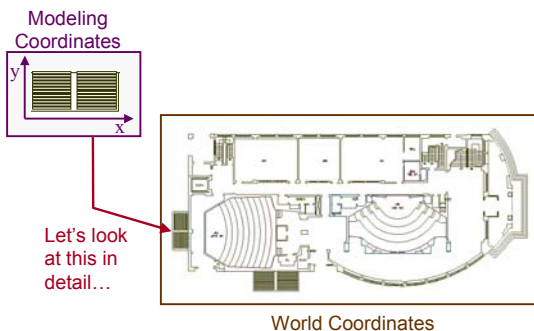 Modeling
Coordinates
y
x
Let's look
at this in
detail…
World Coordinates